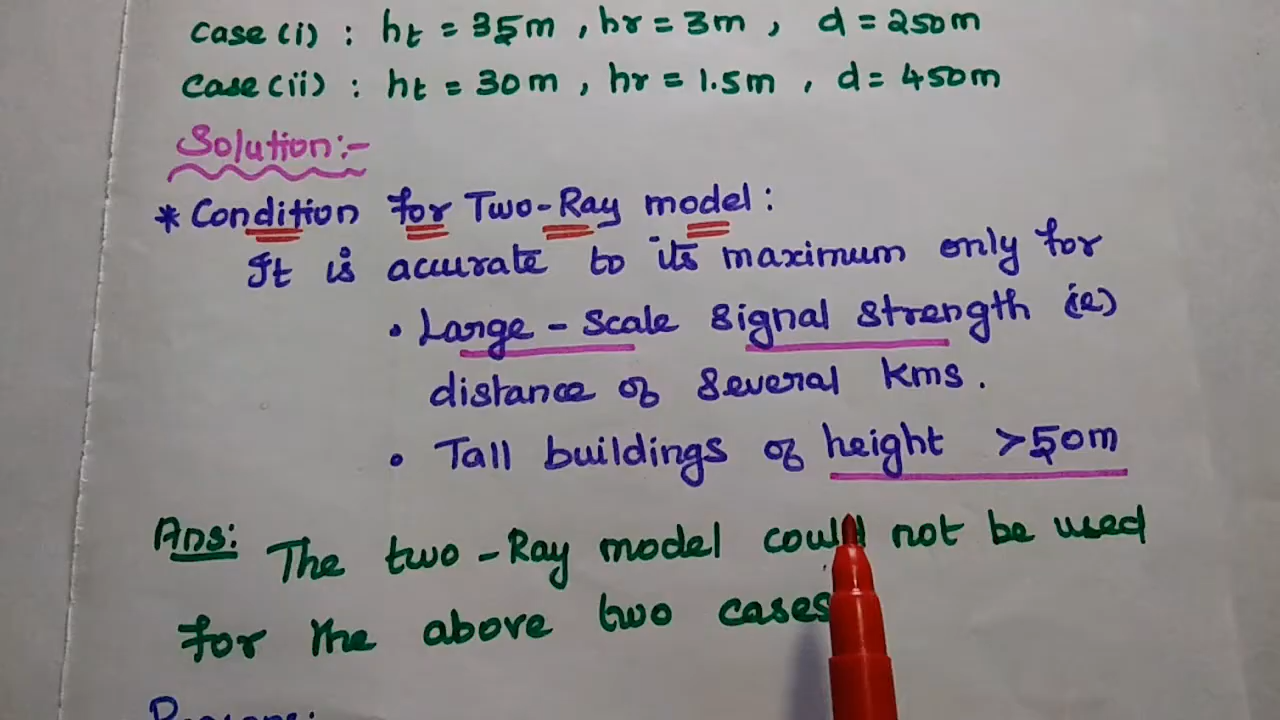 Case(i) : ht = 35m , hr = 3m , d = 250m
Case(ii) : ht = 30m , hr = 1.5m , d = 450m
Solution:-
* Condition for Two-Ray model:
It is accurate to its maximum only for
• Large-Scale Signal Strength (ie)
distance of several kms.
• Tall buildings of height >50m
Ans: The two-Ray model could not be used
for the above two cases